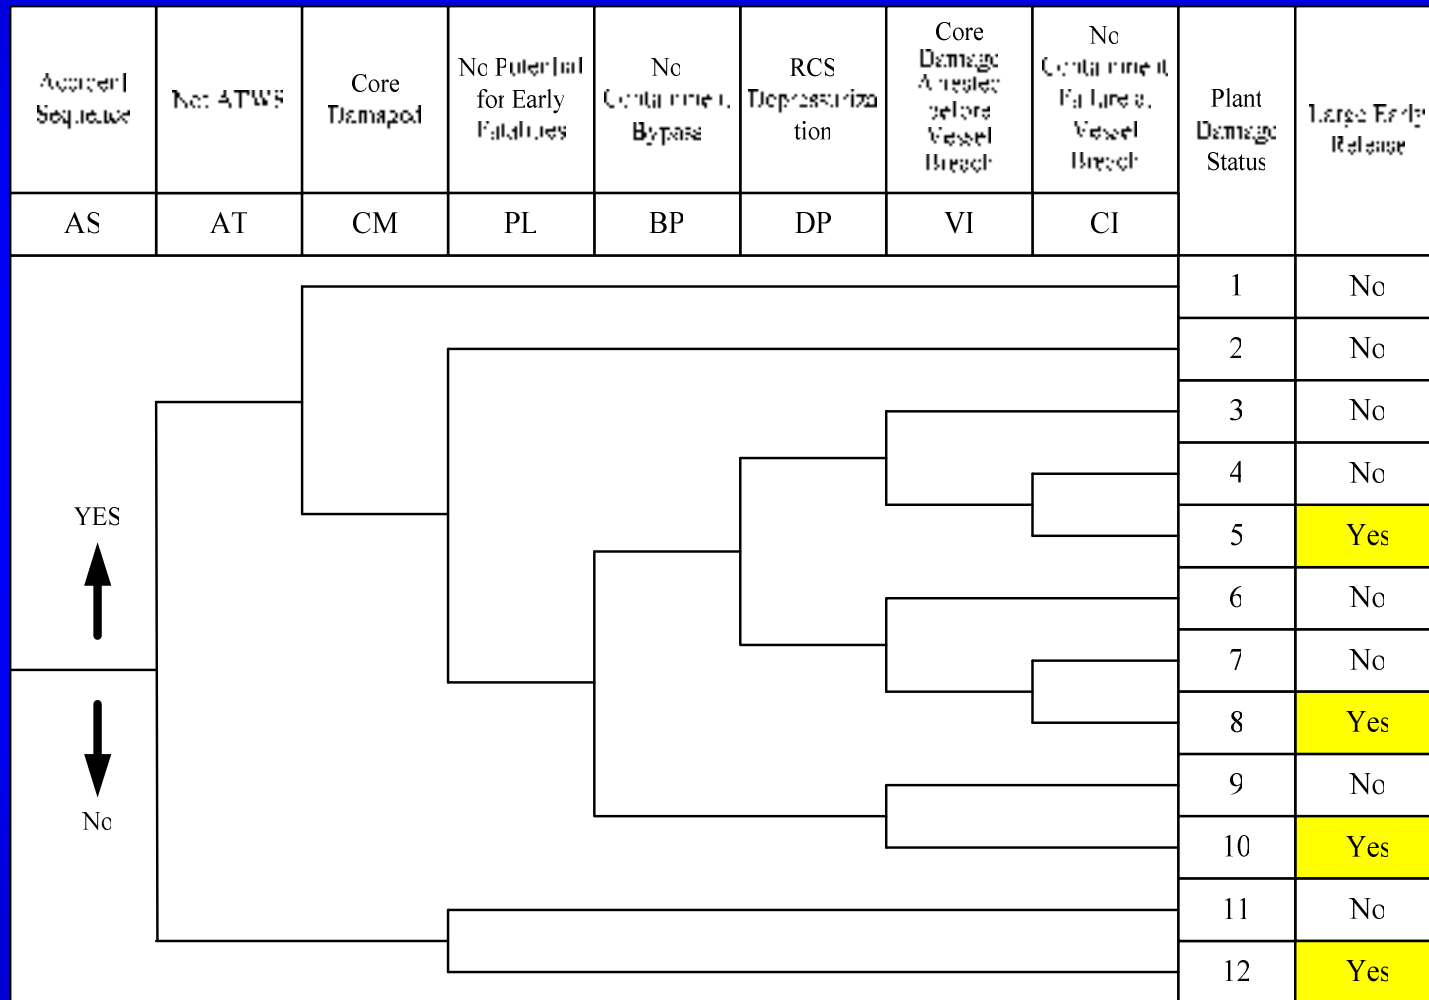 Accident
Sequence
Not ATWS
Core
Damaged
No Potential
for Early
Fatalities
No
Containment
Bypass
RCS
Depressuriza
tion
Core
Damage
Arrested
before
Vessel
Breach
No
Containment
Failure at
Vessel
Breach
Plant
Damage
Status
Large Early
Release
AS
AT
CM
PL
BP
DP
VI
CI
1 No
2 No
3 No
4 No
5 Yes
6 No
7 No
8 Yes
9 No
10 Yes
11 No
12 Yes
YES
No